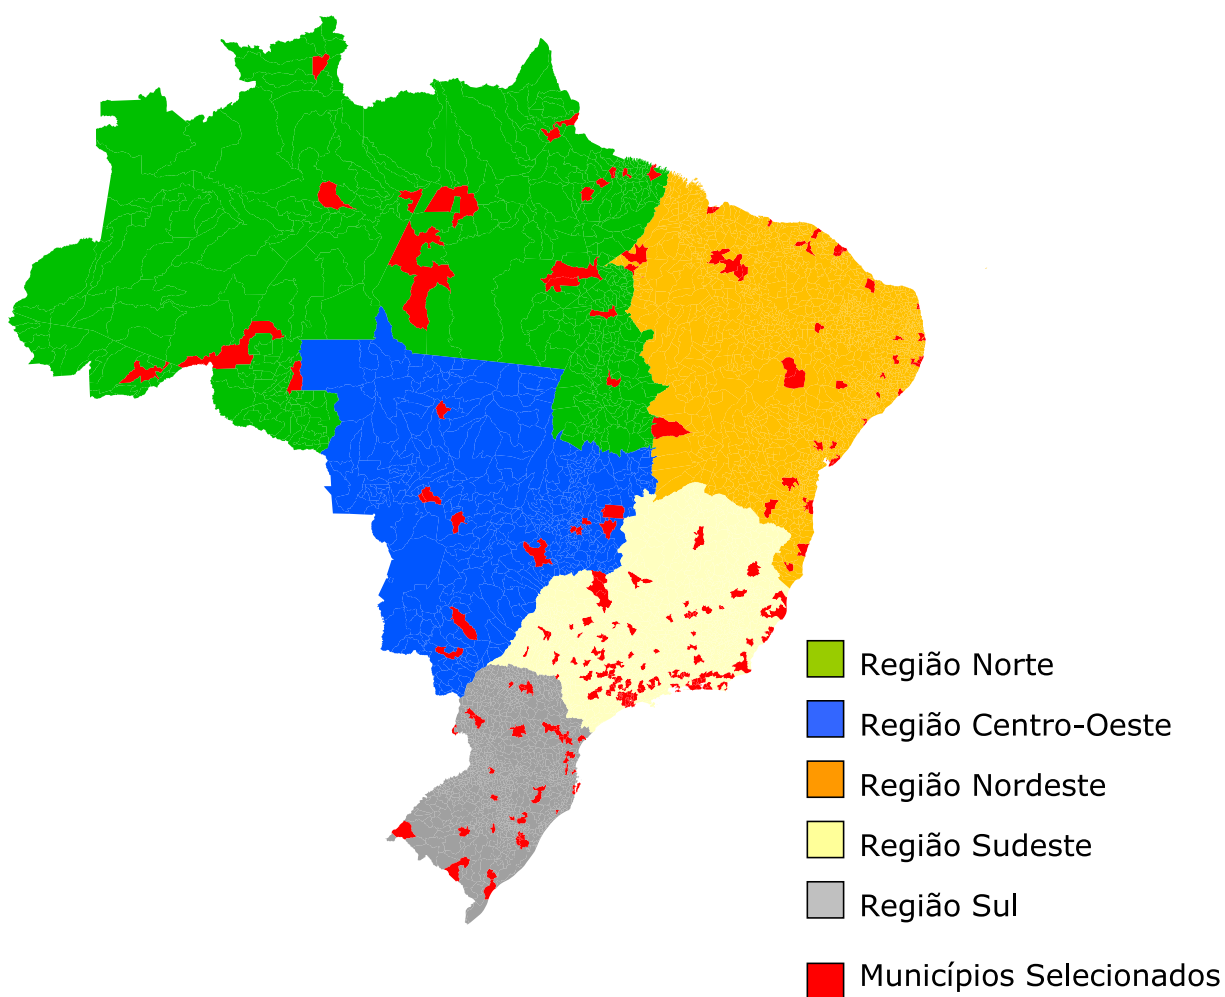 Região Norte
Região Centro-Oeste
Região Nordeste
Região Sudeste
Região Sul
Municípios Selecionados